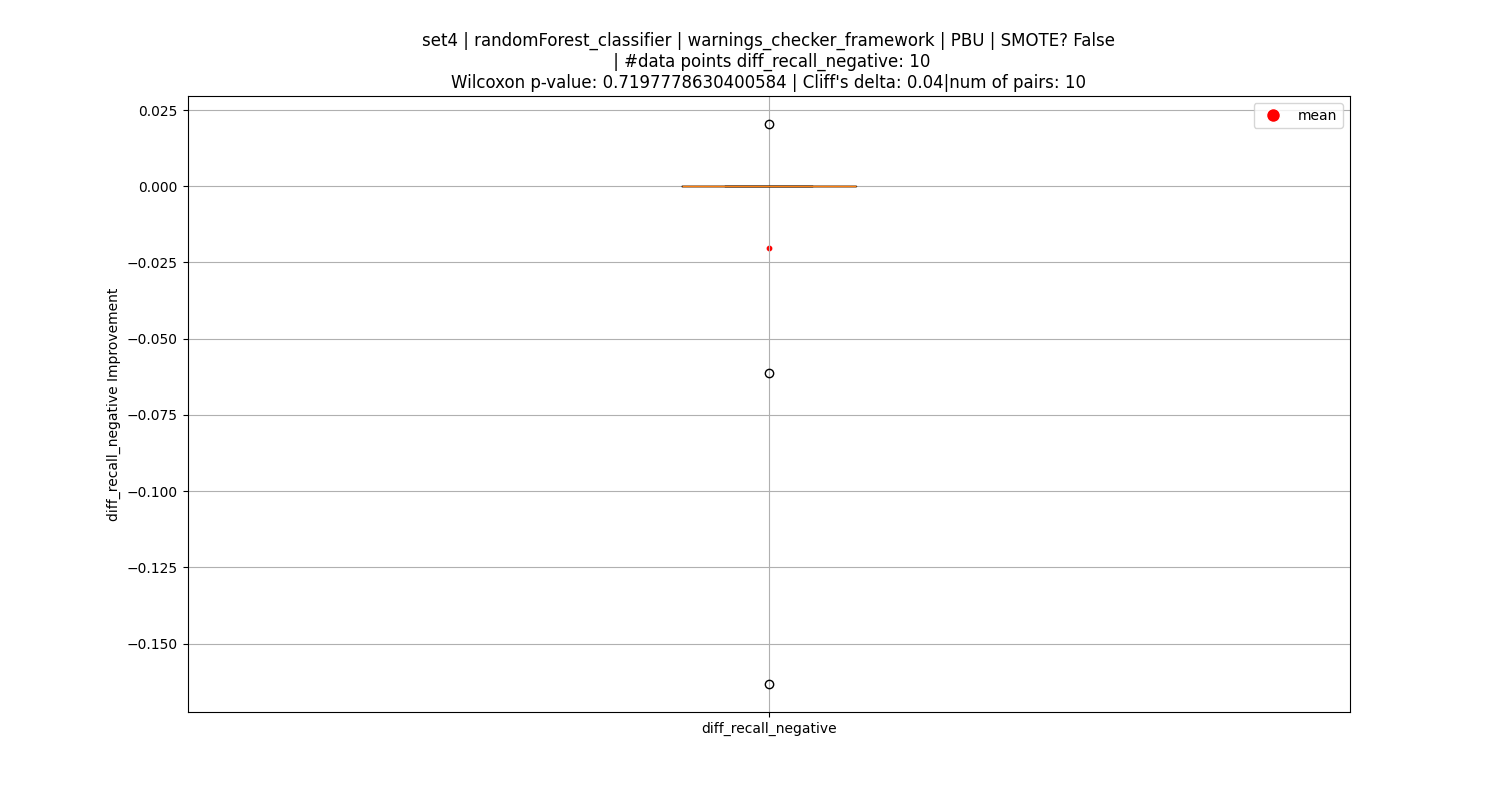 set4 | randomForest_classifier | warnings_checker_framework | PBU | SMOTE? False
| #data points diff_recall_negative: 10
Wilcoxon p-value: 0.7197778630400584 | Cliff's delta: 0.04|num of pairs: 10
mean
0.025
0.000
−0.025
−0.050
−0.075
−0.100
−0.125
−0.150
diff_recall_negative Improvement
diff_recall_negative